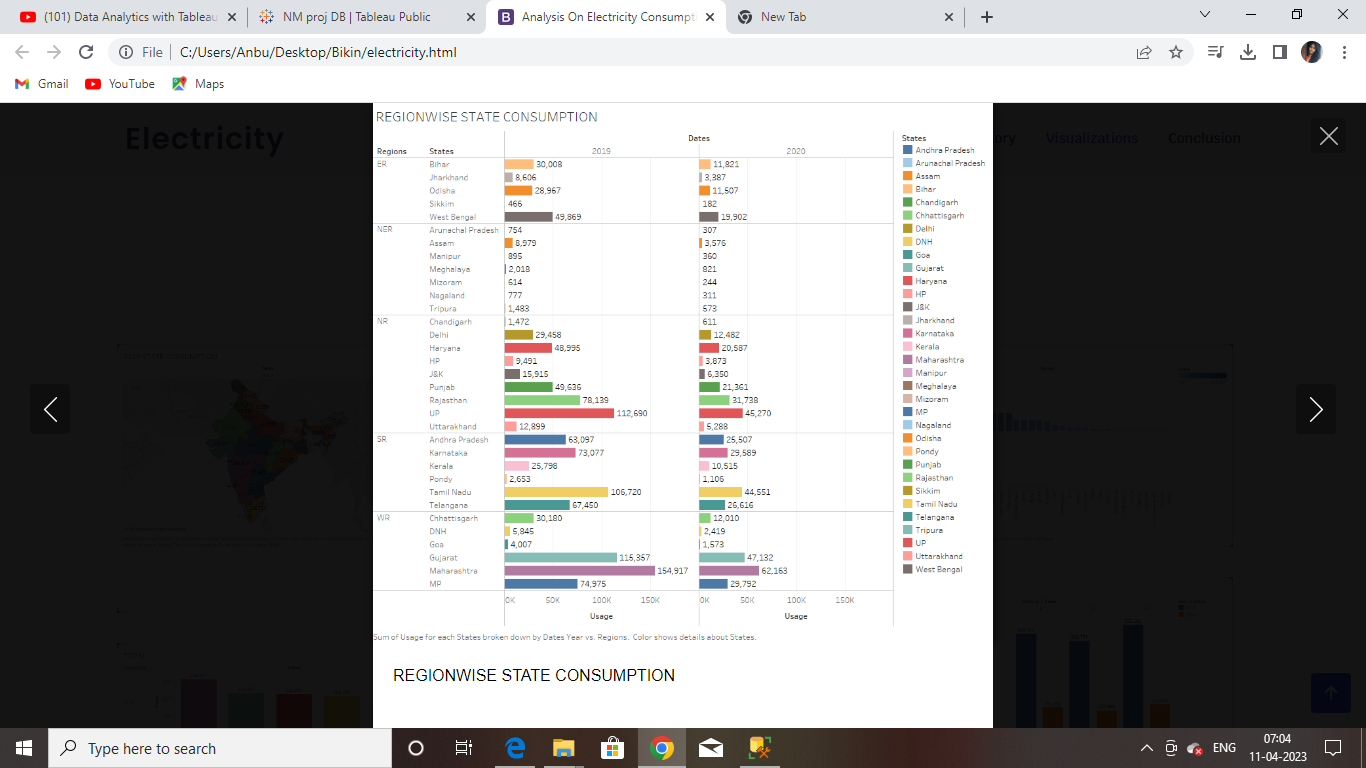 (101) Data Analytics with Tableau
NM proj DB | Tableau Public
Analysis On Electricity Consumpt
New Tab
File | C:/Users/Anbu/Desktop/Bikin/electricity.html
Gmail YouTube Maps
Electricity
Visualizations Conclusion
REGIONWISE STATE CONSUMPTION
Dates
Regions States 2019 2020
ER Bihar 30,008 11,821
Jharkhand 8,606 3,387
Odisha 28,967 11,507
Sikkim 466 182
West Bengal 49,869 19,902
NER Arunachal Pradesh 754 307
Assam 8,979 3,576
Manipur 895 360
Meghalaya 2,018 821
Mizoram 614 244
Nagaland 777 311
Tripura 1,483 573
NR Chandigarh 1,472 611
Delhi 29,458 12,482
Haryana 48,995 20,587
HP 9,491 3,873
J&K 15,915 6,350
Punjab 49,636 21,361
Rajasthan 78,139 31,738
UP 112,690 45,270
Uttarakhand 12,899 5,288
SR Andhra Pradesh 63,097 25,507
Karnataka 73,077 29,589
Kerala 25,798 10,515
Pondy 2,653 1,106
Tamil Nadu 106,720 44,551
Telangana 67,450 26,616
WR Chhattisgarh 30,180 12,010
DNH 5,845 2,419
Goa 4,007 1,573
Gujarat 115,357 47,132
Maharashtra 154,917 62,163
MP 74,975 29,792
0K 50K 100K 150K 0K 50K 100K 150K
Usage Usage
States
Andhra Pradesh
Arunachal Pradesh
Assam
Bihar
Chandigarh
Chhattisgarh
Delhi
DNH
Goa
Gujarat
Haryana
HP
J&K
Jharkhand
Karnataka
Kerala
Maharashtra
Manipur
Meghalaya
Mizoram
MP
Nagaland
Odisha
Pondy
Punjab
Rajasthan
Sikkim
Tamil Nadu
Telangana
Tripura
UP
Uttarakhand
West Bengal
Sum of Usage for each States broken down by Dates Year vs. Regions. Color shows details about States.
REGIONWISE STATE CONSUMPTION
Type here to search
ENG
07:04
11-04-2023